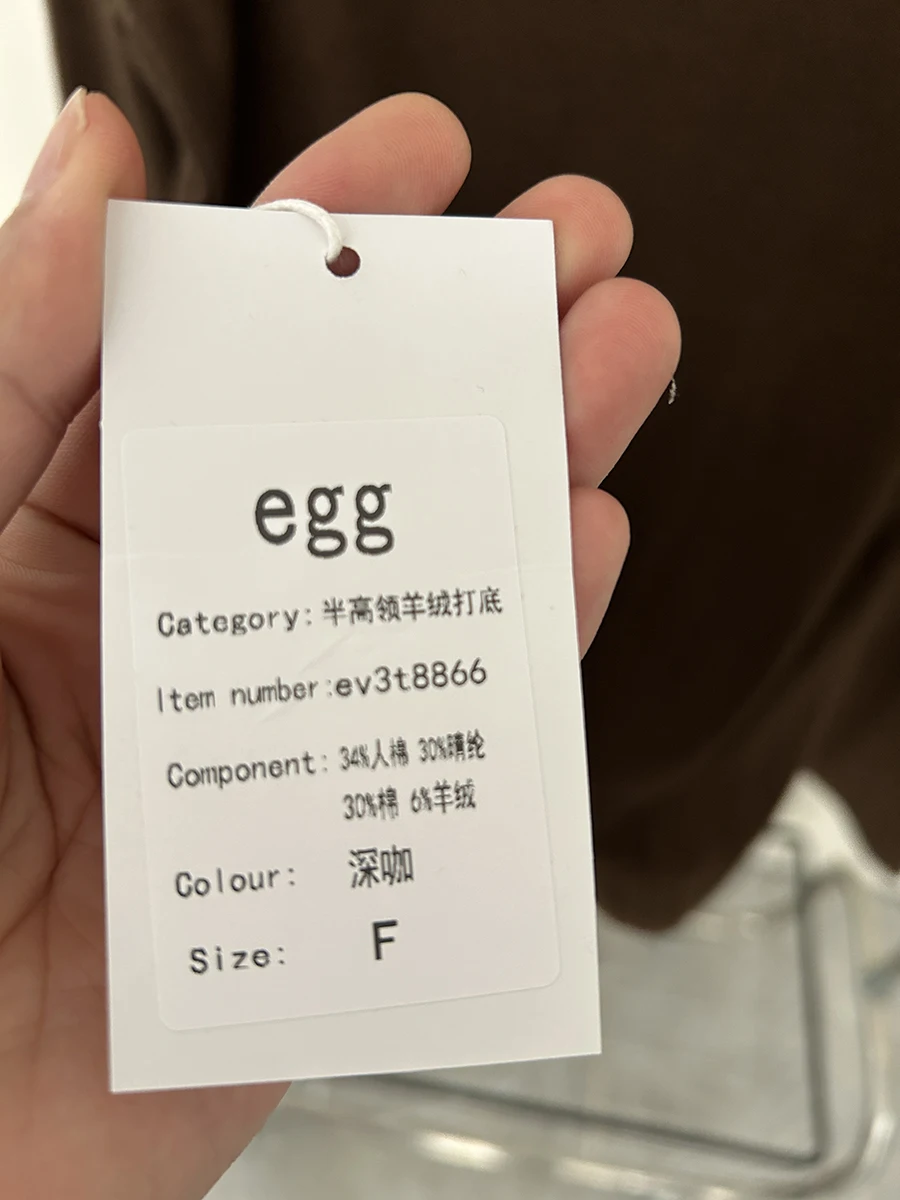 egg
Category: 半高领羊绒打底
Item number:ev3t8866
Component: 34%人棉 30%腈纶
30%棉 6%羊绒
Colour: 深咖
Size: F